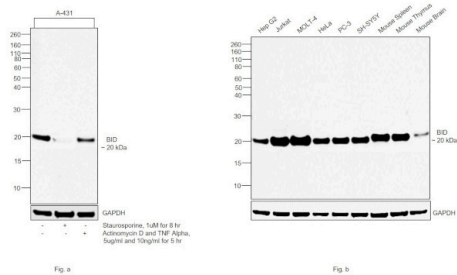 A-431
260
160
110
80
60
50
40
30
20
15
10
BID
~ 20 kDa
GAPDH
- + - Staurosporine, 1uM for 8 hr
- - + Actinomycin D and TNF Alpha,
5ug/ml and 10ng/ml for 5 hr
Fig. a
Hep G2
Jurkat
MOLT-4
HeLa
PC-3
SH-SY5Y
Mouse Spleen
Mouse Thymus
Mouse Brain
260
160
110
80
60
50
40
30
20
15
10
BID
~ 20 kDa
GAPDH
Fig. b